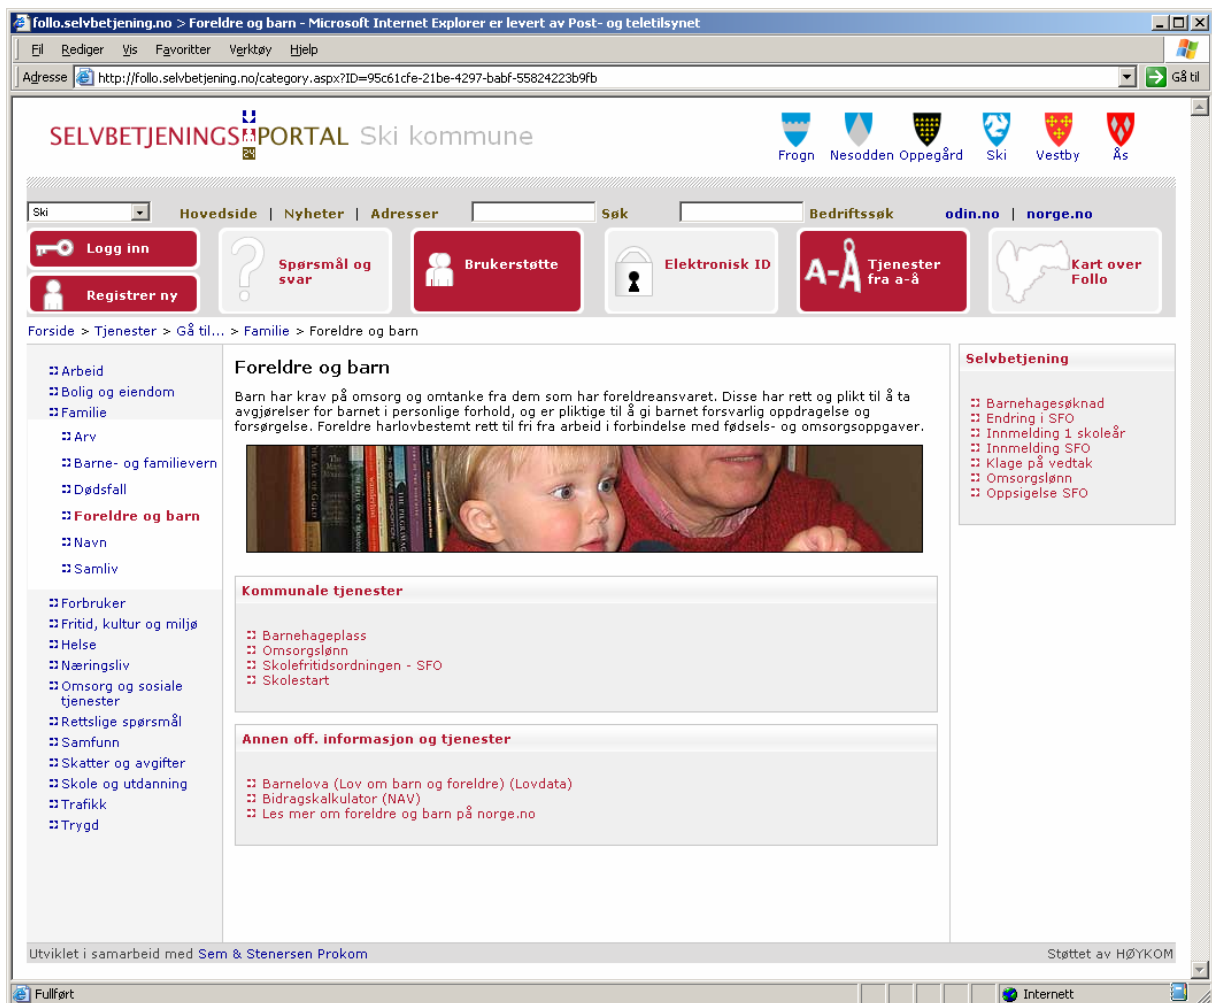 follo.selvbetjening.no > Foreldre og barn - Microsoft Internet Explorer er levert av Post- og teletilsynet
Fil Rediger Vis Favoritter Verktøy Hjelp
Adresse http://follo.selvbetjening.no/category.aspx?ID=95c61cfe-21be-4297-babf-55824223b9fb Gå til
SELVBETJENINGS PORTAL Ski kommune
24
Frogn Nesodden Oppegård Ski Vestby Ås
Ski Hovedside | Nyheter | Adresser Søk Bedriftssøk odin.no | norge.no
Logg inn
Registrer ny
Spørsmål og
svar
Brukerstøtte
Elektronisk ID
A-Å Tjenester
fra a-å
Kart over
Follo
Forside > Tjenester > Gå til... > Familie > Foreldre og barn
Arbeid
Bolig og eiendom
Familie
Arv
Barne- og familievern
Dødsfall
Foreldre og barn
Navn
Samliv
Forbruker
Fritid, kultur og miljø
Helse
Næringsliv
Omsorg og sosiale
tjenester
Rettslige spørsmål
Samfunn
Skatter og avgifter
Skole og utdanning
Trafikk
Trygd
Foreldre og barn
Barn har krav på omsorg og omtanke fra dem som har foreldreansvaret. Disse har rett og plikt til å ta
avgjørelser for barnet i personlige forhold, og er pliktige til å gi barnet forsvarlig oppdragelse og
forsørgelse. Foreldre harlovbestemt rett til fri fra arbeid i forbindelse med fødsels- og omsorgsoppgaver.
Kommunale tjenester
Barnehageplass
Omsorgslønn
Skolefritidsordningen - SFO
Skolestart
Annen off. informasjon og tjenester
Barnelova (Lov om barn og foreldre) (Lovdata)
Bidragskalkulator (NAV)
Les mer om foreldre og barn på norge.no
Selvbetjening
Barnehagesøknad
Endring i SFO
Innmelding 1 skoleår
Innmelding SFO
Klage på vedtak
Omsorgslønn
Oppsigelse SFO
Utviklet i samarbeid med Sem & Stenersen Prokom
Støttet av HØYKOM
Fullført
Internett